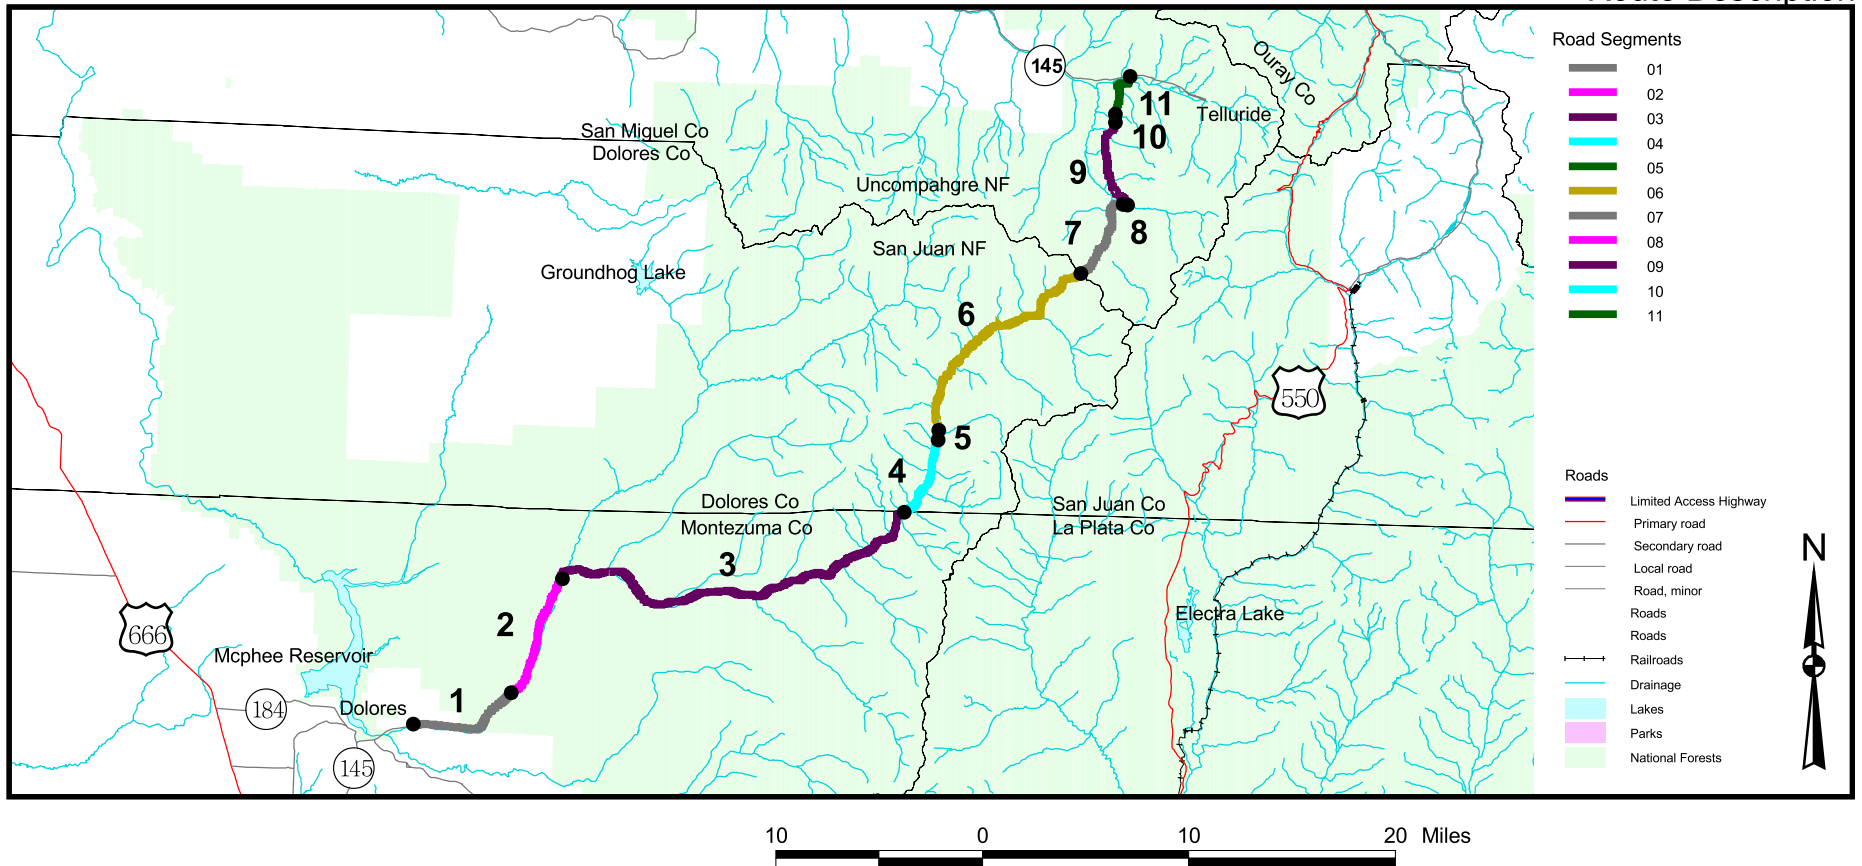 Route Description
Road Segments
01
02
03
04
05
06
07
08
09
10
11
145
Ouray Co
11
Telluride
San Miguel Co
Dolores Co
10
9
Uncompahgre NF
7
8
San Juan NF
Groundhog Lake
6
550
5
4
Dolores Co
Montezuma Co
San Juan Co
La Plata Co
3
2
666
Electra Lake
Mcphee Reservoir
1
184
Dolores
145
Roads
Limited Access Highway
Primary road
Secondary road
Local road
Road, minor
Roads
Roads
Railroads
Drainage
Lakes
Parks
National Forests
N
10 0 10 20 Miles